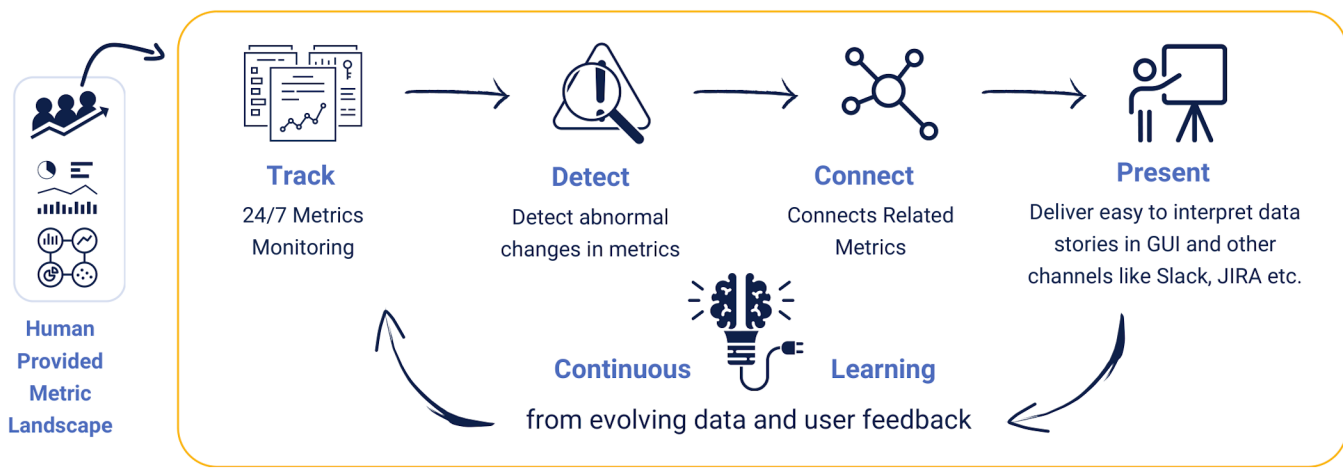 Human
Provided
Metric
Landscape
Track
24/7 Metrics
Monitoring
Detect
Detect abnormal
changes in metrics
Connect
Connects Related
Metrics
Present
Deliver easy to interpret data
stories in GUI and other
channels like Slack, JIRA etc.
Continuous Learning
from evolving data and user feedback